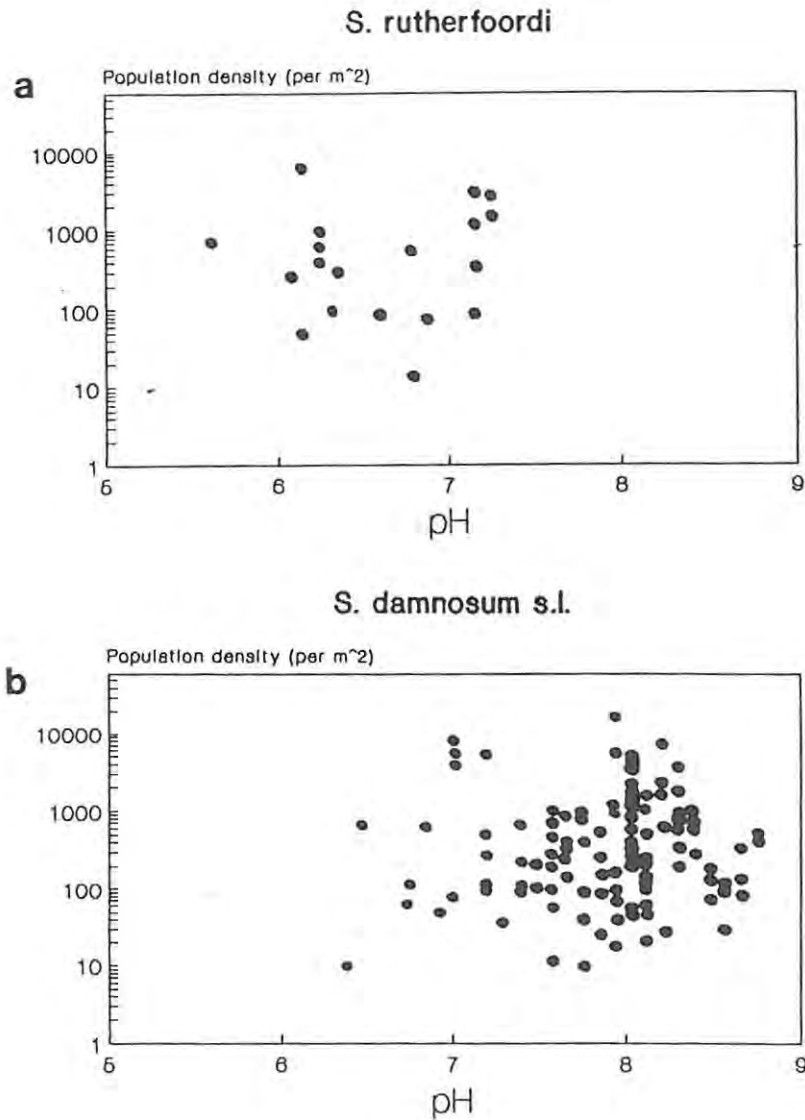 S. rutherfoordi
a
Population density (per m^2)
10000
1000
100
10
1
5
6
7
8
9
pH
S. damnosum s.l.
b
Population density (per m^2)
10000
1000
100
10
1
5
6
7
8
9
pH